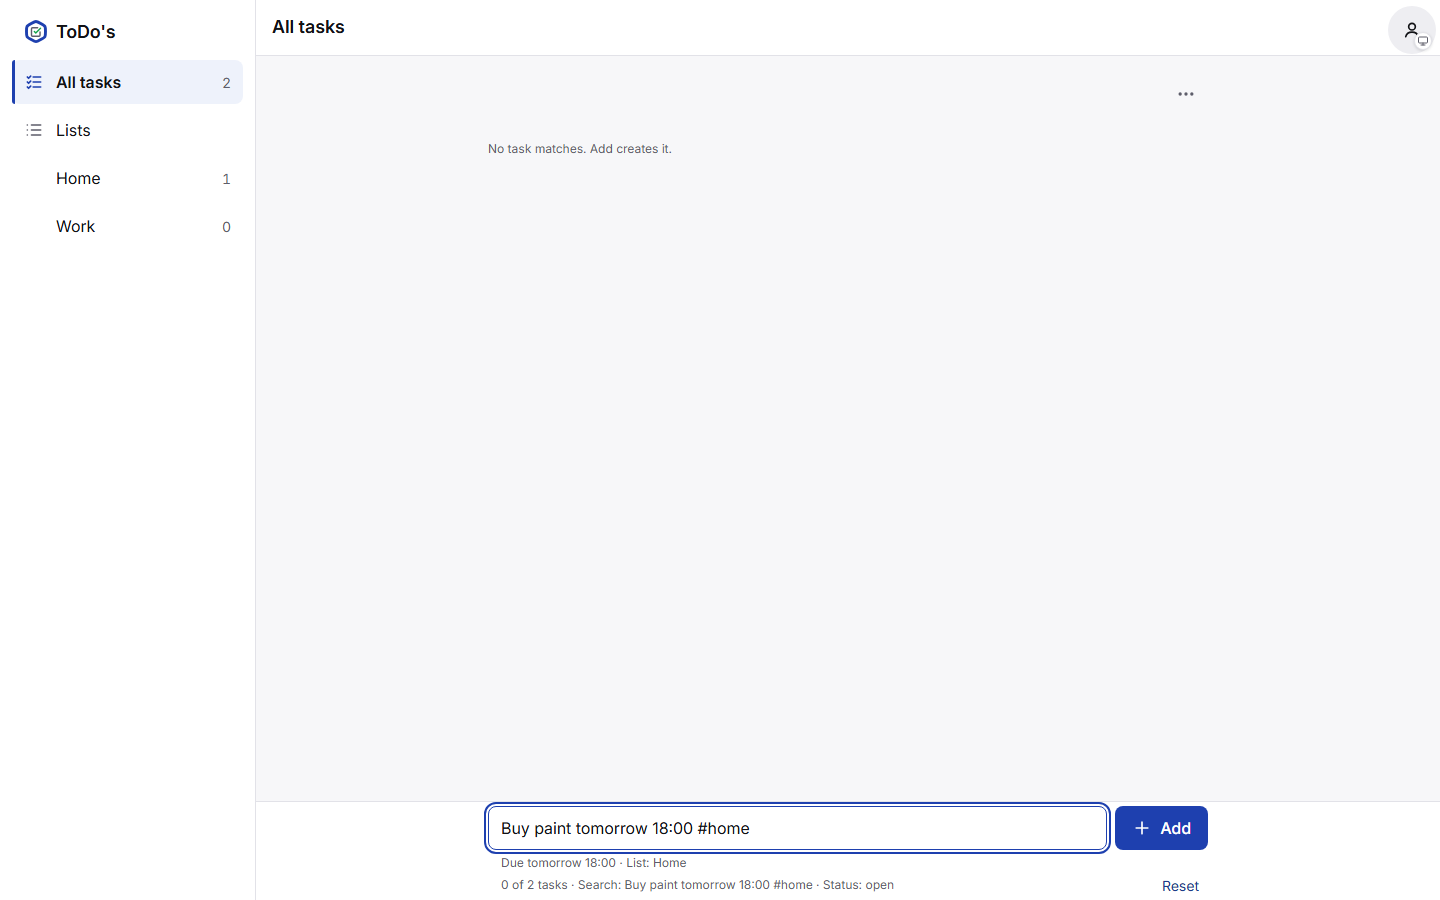 ToDo's
All tasks 2
Lists
Home 1
Work 0
All tasks
No task matches. Add creates it.
Buy paint tomorrow 18:00 #home
Add
Due tomorrow 18:00 · List: Home
0 of 2 tasks · Search: Buy paint tomorrow 18:00 #home · Status: open
Reset